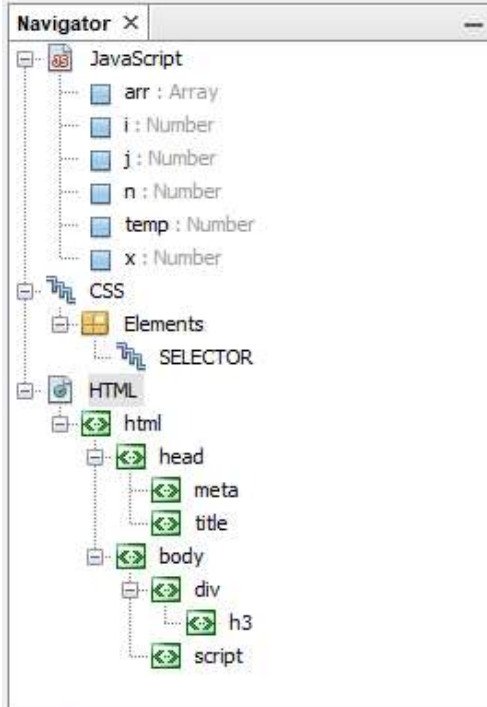 Navigator
JavaScript
arr : Array
i : Number
j : Number
n : Number
temp : Number
x : Number
CSS
Elements
SELECTOR
HTML
html
head
meta
title
body
div
h3
script